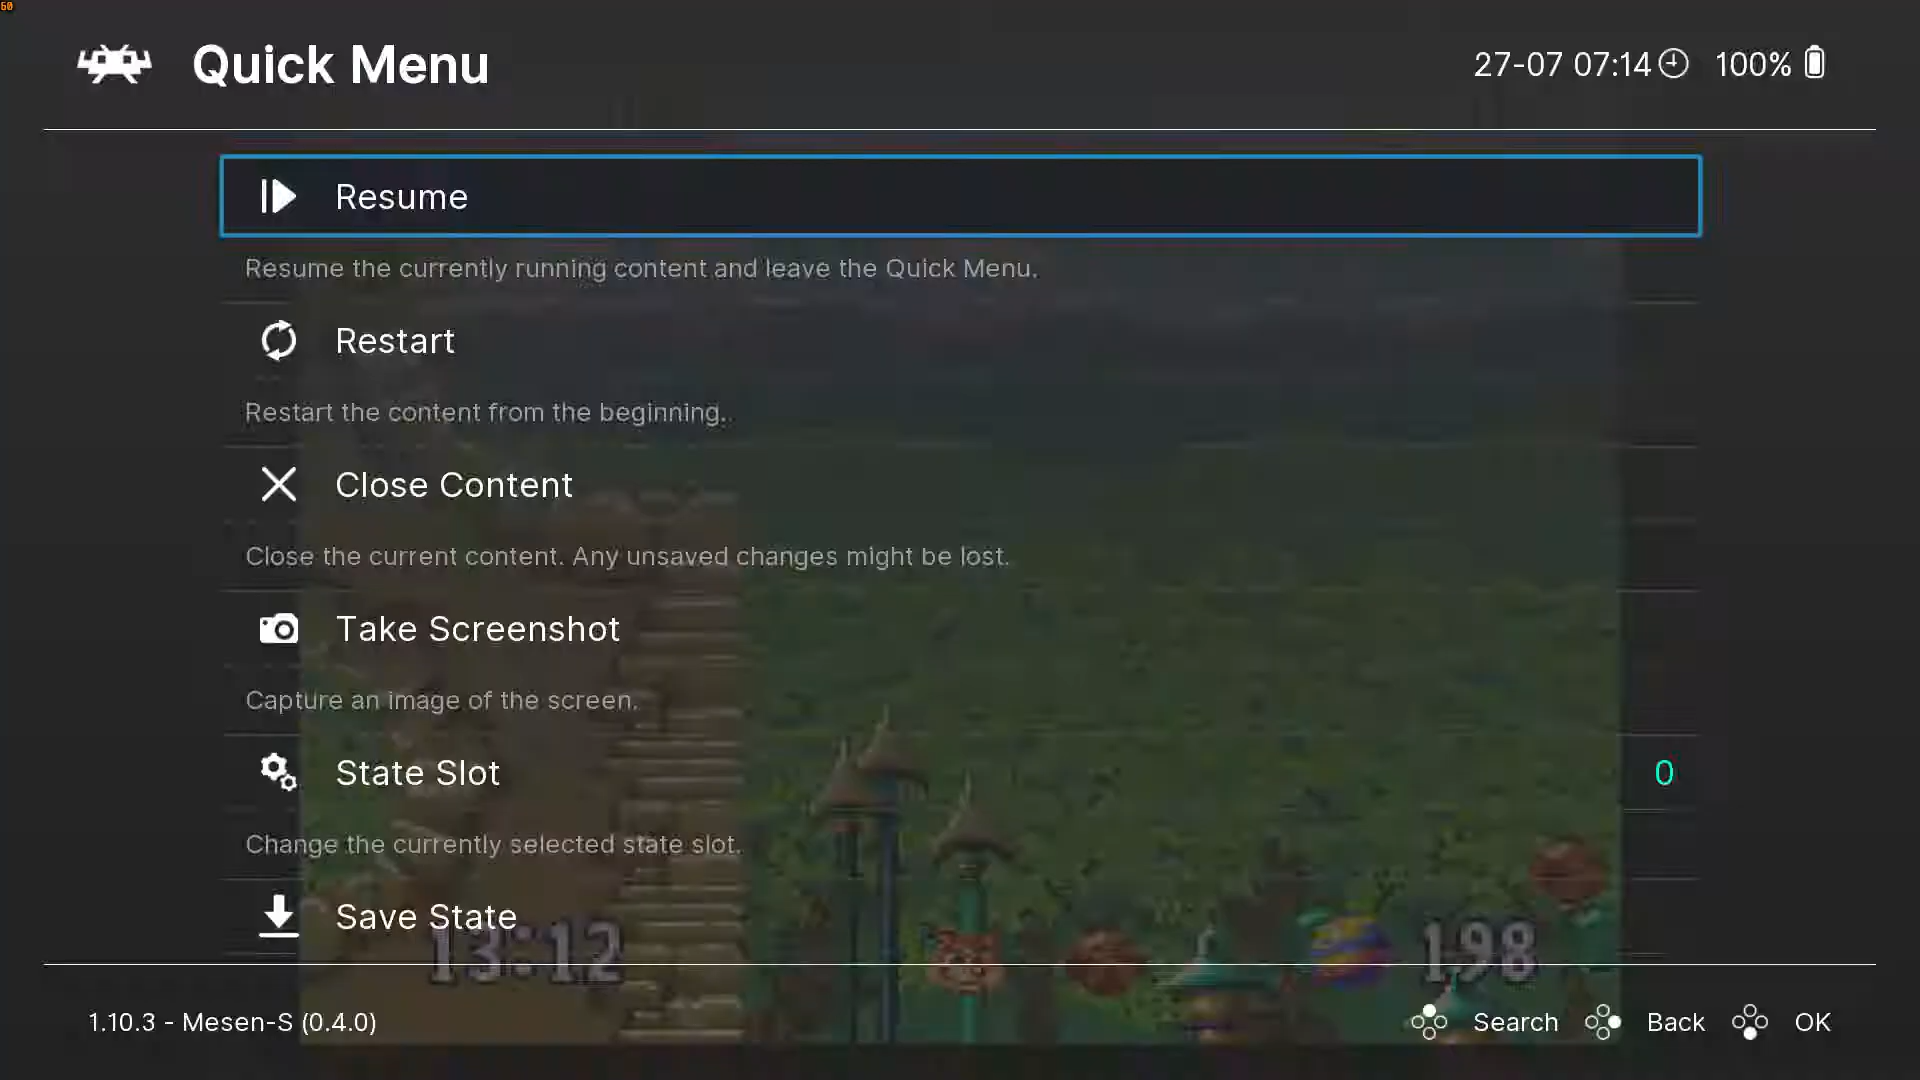 50
Quick Menu
27-07 07:14 100%
Resume
Resume the currently running content and leave the Quick Menu.
Restart
Restart the content from the beginning.
Close Content
Close the current content. Any unsaved changes might be lost.
Take Screenshot
Capture an image of the screen.
State Slot 0
Change the currently selected state slot.
Save State
13:12 198
1.10.3 - Mesen-S (0.4.0) Search Back OK